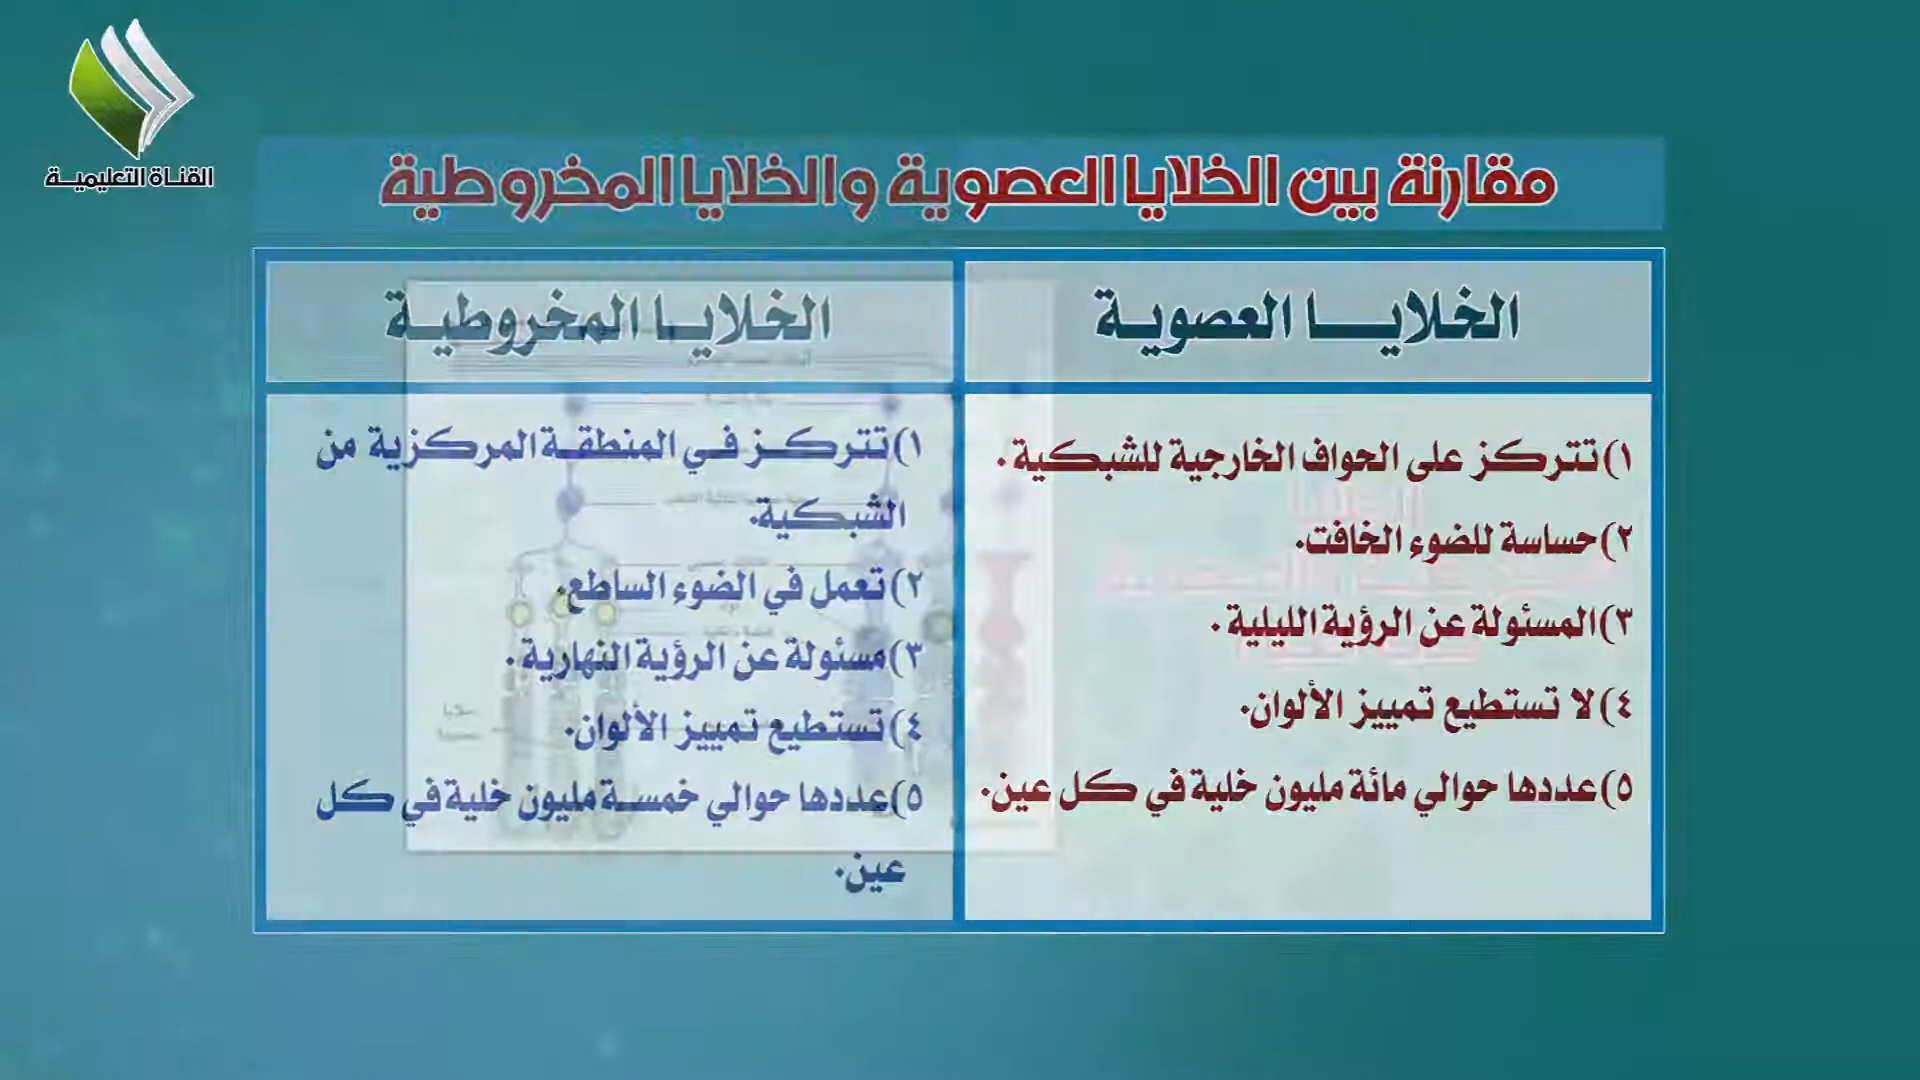 القناة التعليمية
مقارنة بين الخلايا العصوية والخلايا المخروطية
الخلايا العصوية
١) تتركز على الحواف الخارجية للشبكية .
٢) حساسة للضوء الخافت.
٣) المسئولة عن الرؤية الليلية .
٤) لا تستطيع تمييز الألوان.
٥) عددها حوالي مائة مليون خلية في كل عين.
الخلايا المخروطية
١) تتركز في المنطقة المركزية من
الشبكية.
٢) تعمل في الضوء الساطع.
٣) مسئولة عن الرؤية النهارية .
٤) تستطيع تمييز الألوان.
٥) عددها حوالي خمسة مليون خلية في كل
عين.